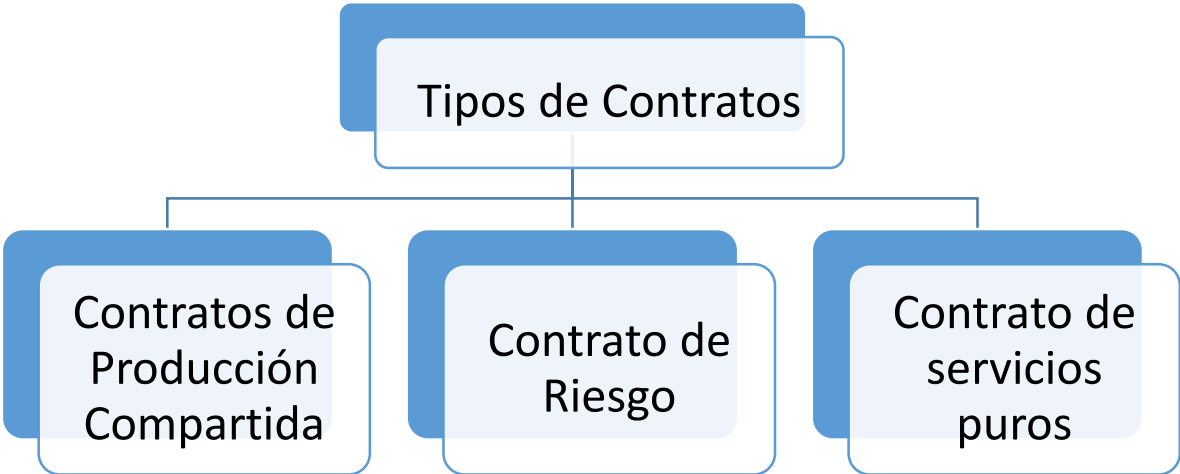 Tipos de Contratos
Contratos de
Producción
Compartida
Contrato de
Riesgo
Contrato de
servicios
puros